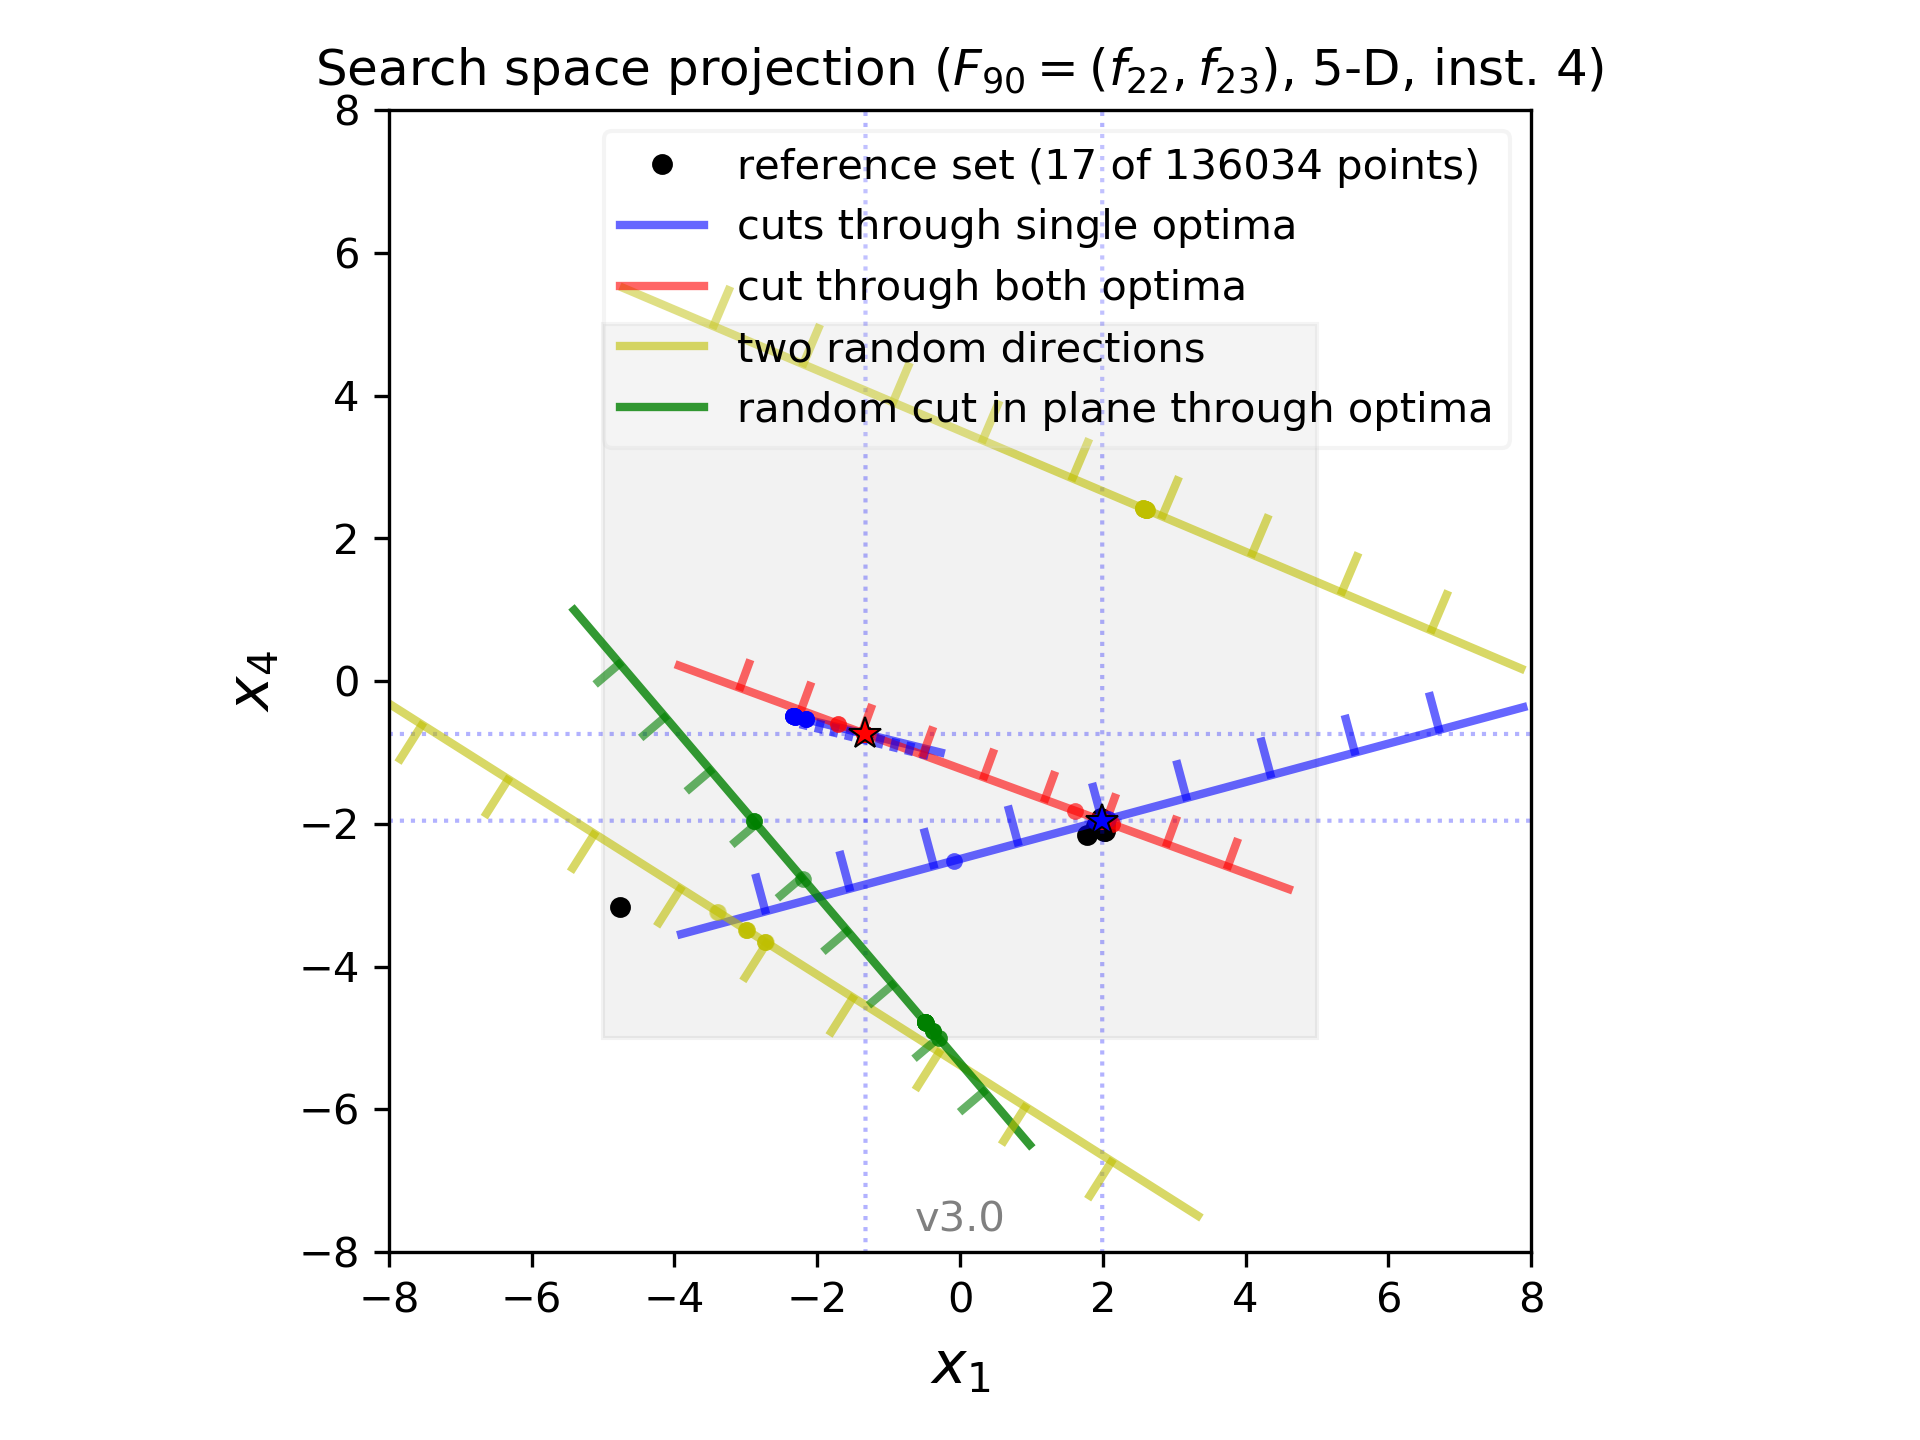 Search space projection (F90 = (f22, f23), 5-D, inst. 4)
reference set (17 of 136034 points)
cuts through single optima
cut through both optima
two random directions
random cut in plane through optima
8
6
4
2
0
−2
−4
−6
−8
x4
v3.0
−8 −6 −4 −2 0 2 4 6 8
x1